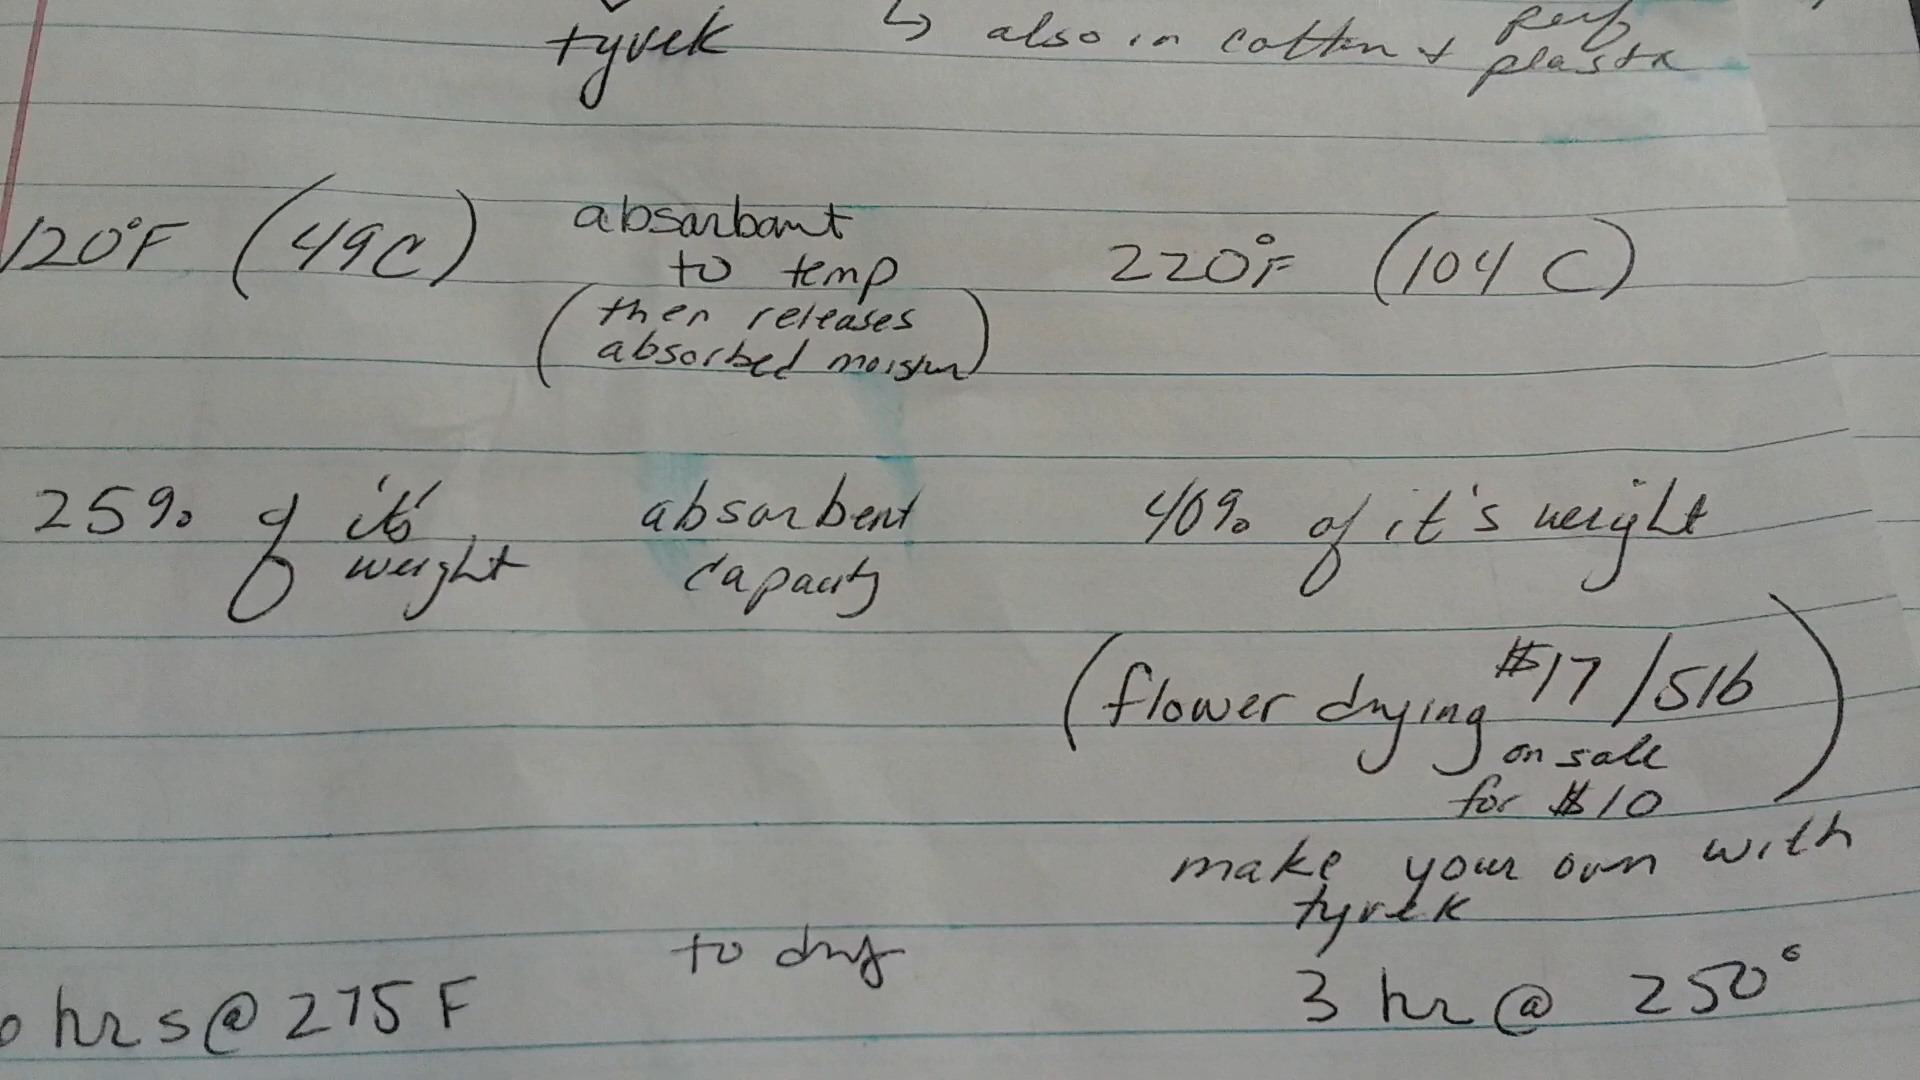 tyvek ↳ also in cotton + perf
plastic
120°F (49C) absorbant 220°F (104 C)
to temp
(then releases
absorbed moisture)
25% of it's absorbent 40% of it's weight
weight capacity
(flower drying $17/5lb
on sale
for $10)
make your own with
tyvek
to dry
hrs @ 275 F 3 hr @ 250°